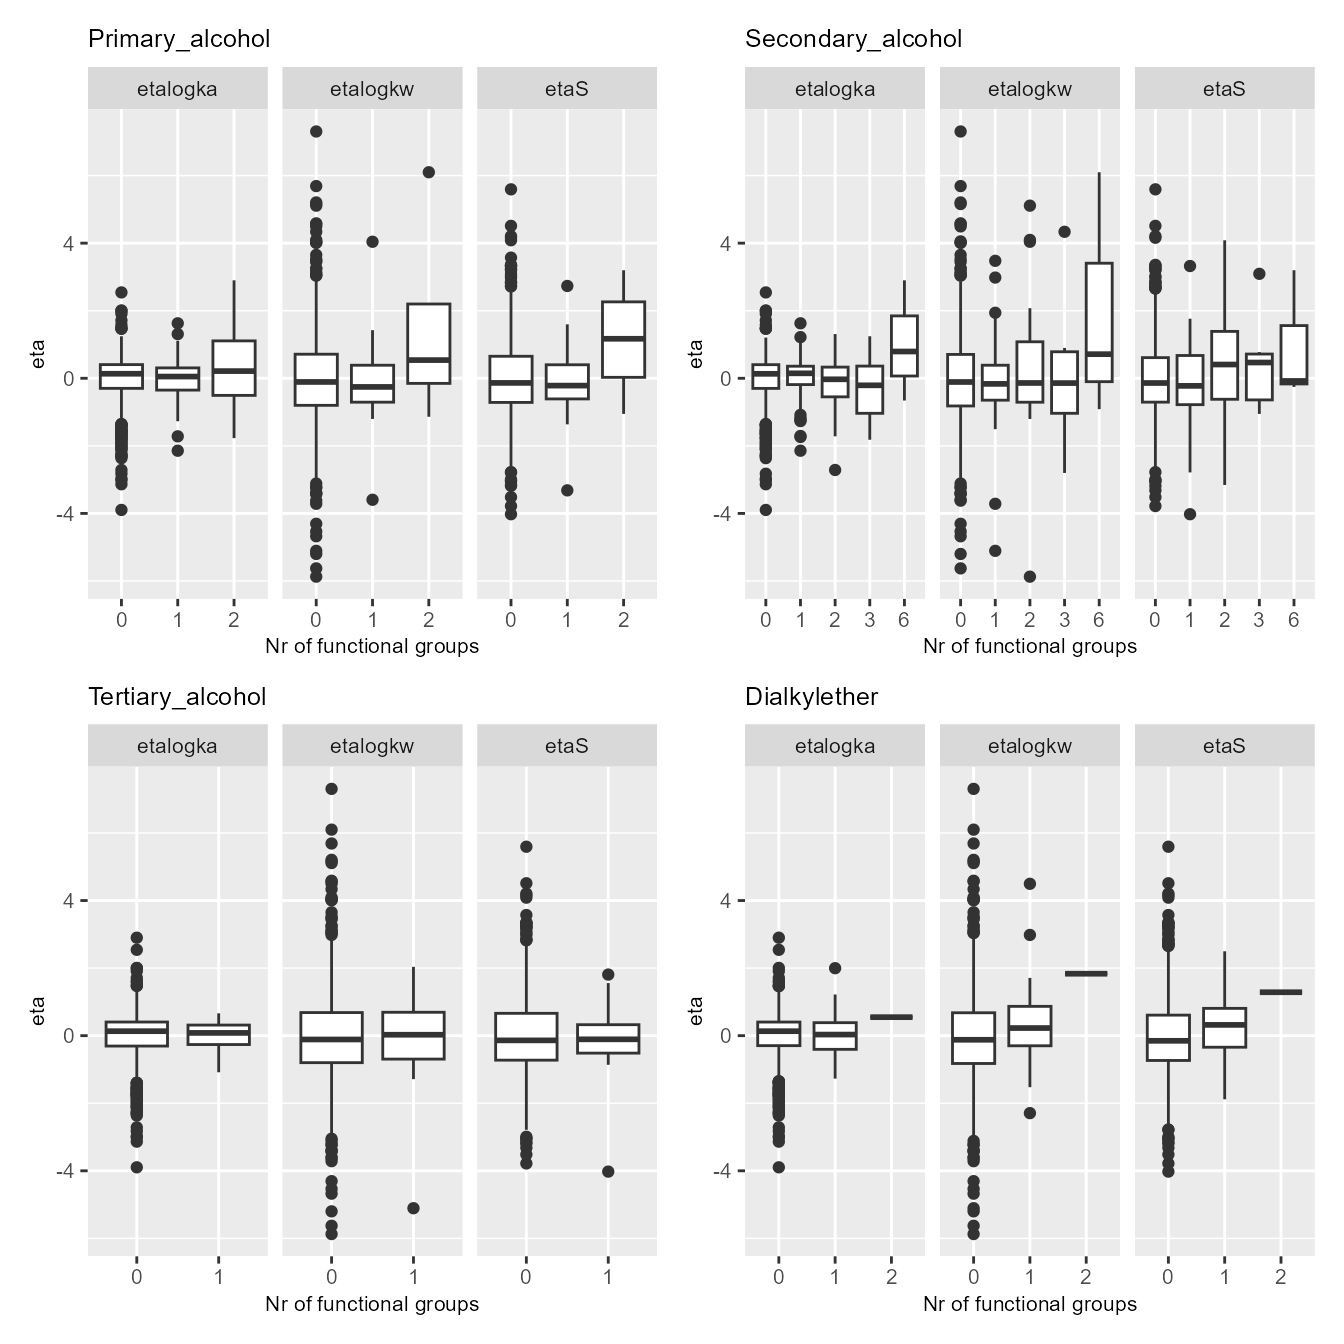 Primary_alcohol
etalogka etalogkw etaS
eta
4
0
-4
0 1 2 0 1 2 0 1 2
Nr of functional groups
Secondary_alcohol
etalogka etalogkw etaS
eta
4
0
-4
0 1 2 3 6 0 1 2 3 6 0 1 2 3 6
Nr of functional groups
Tertiary_alcohol
etalogka etalogkw etaS
eta
4
0
-4
0 1 0 1 0 1
Nr of functional groups
Dialkylether
etalogka etalogkw etaS
eta
4
0
-4
0 1 2 0 1 2 0 1 2
Nr of functional groups